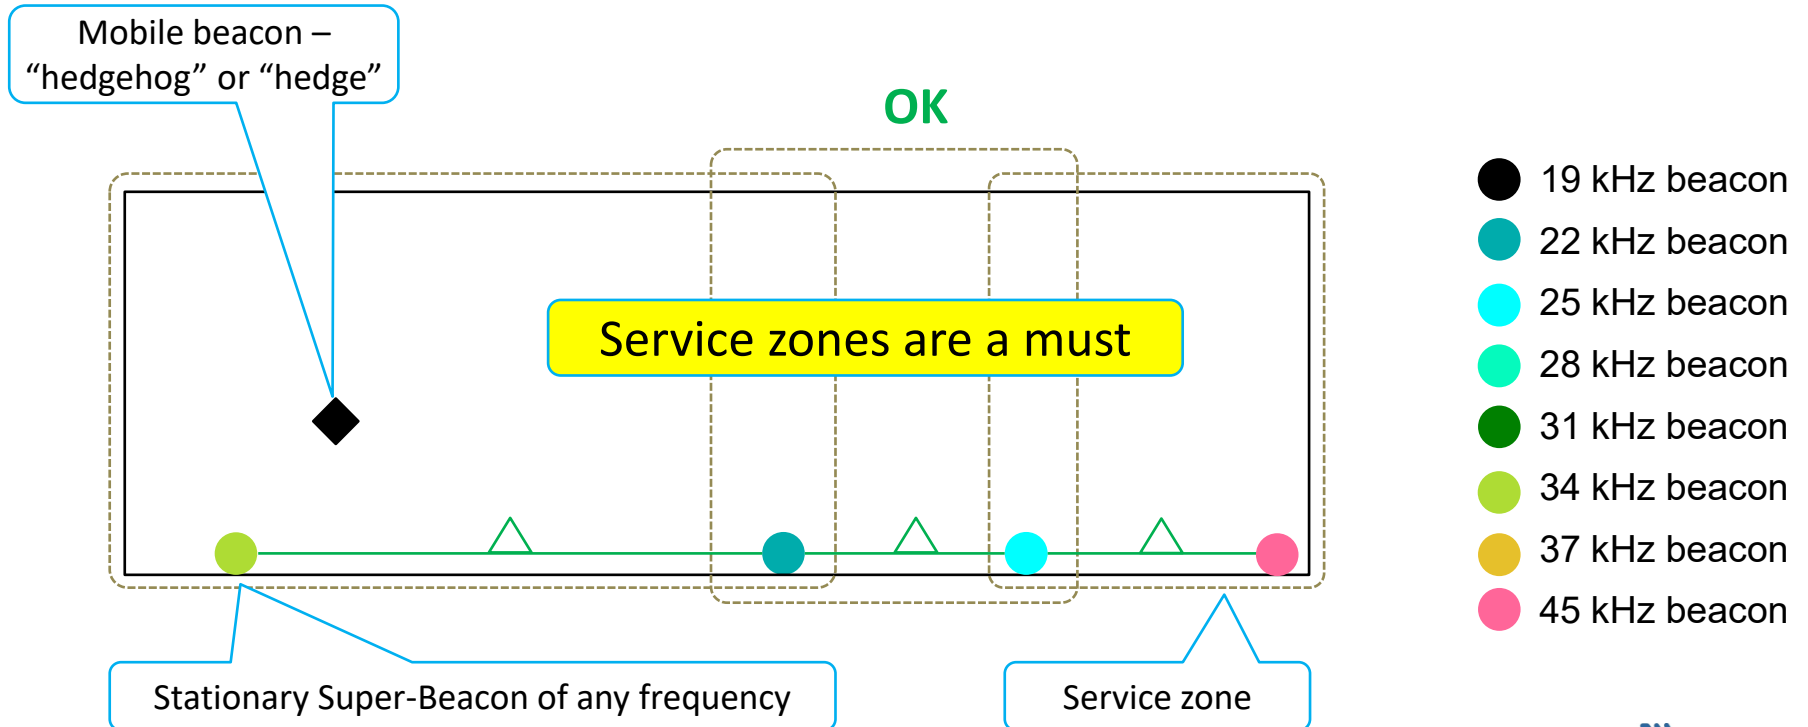 Mobile beacon –
“hedgehog” or “hedge”
OK
Service zones are a must
Stationary Super-Beacon of any frequency
Service zone
19 kHz beacon
22 kHz beacon
25 kHz beacon
28 kHz beacon
31 kHz beacon
34 kHz beacon
37 kHz beacon
45 kHz beacon